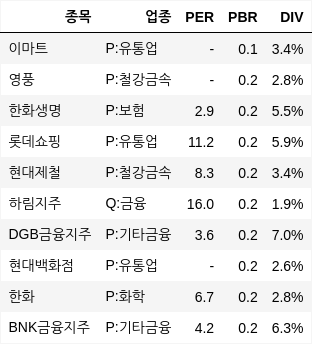 종목 업종 PER PBR DIV
이마트 P:유통업 - 0.1 3.4%
영풍 P:철강금속 - 0.2 2.8%
한화생명 P:보험 2.9 0.2 5.5%
롯데쇼핑 P:유통업 11.2 0.2 5.9%
현대제철 P:철강금속 8.3 0.2 3.4%
하림지주 Q:금융 16.0 0.2 1.9%
DGB금융지주 P:기타금융 3.6 0.2 7.0%
현대백화점 P:유통업 - 0.2 2.6%
한화 P:화학 6.7 0.2 2.8%
BNK금융지주 P:기타금융 4.2 0.2 6.3%